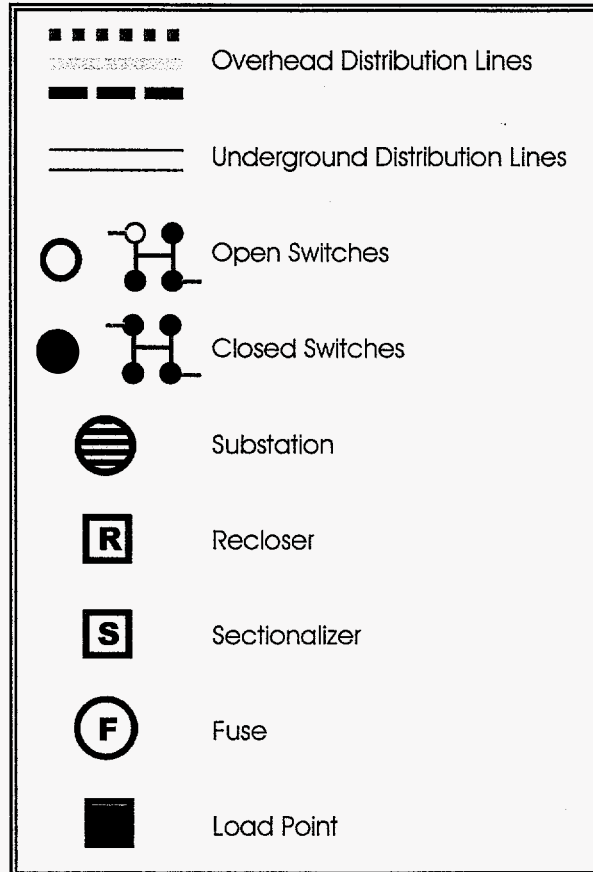 Overhead Distribution Lines
Underground Distribution Lines
Open Switches
Closed Switches
Substation
R Recloser
S Sectionalizer
F Fuse
Load Point